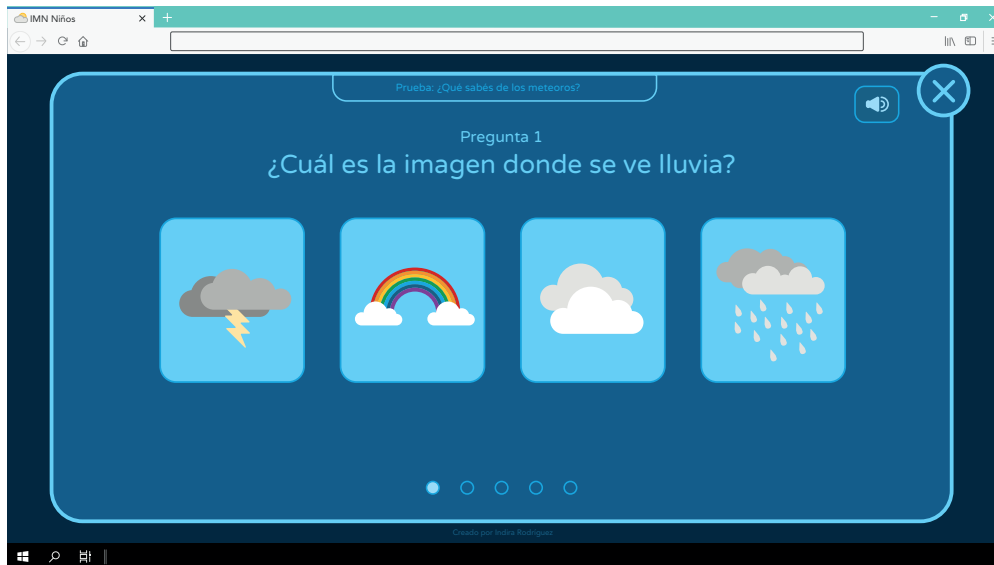 IMN Niños
Prueba: ¿Qué sabés de los meteoros?
Pregunta 1
¿Cuál es la imagen donde se ve lluvia?
Creado por Indira Rodríguez